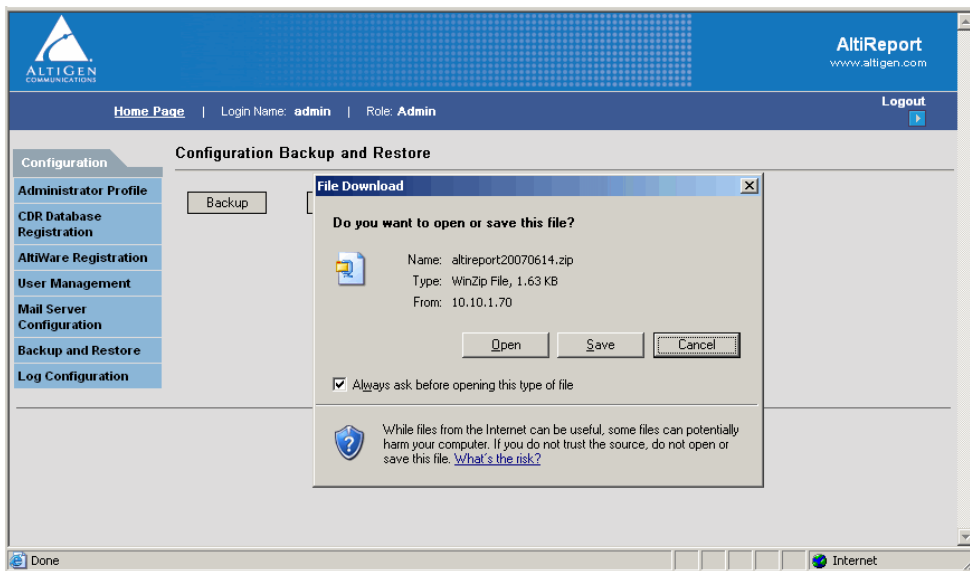 ALTIGEN
COMMUNICATIONS
AltiReport
www.altigen.com
Home Page | Login Name: admin | Role: Admin
Logout
Configuration
Administrator Profile
CDR Database
Registration
AltiWare Registration
User Management
Mail Server
Configuration
Backup and Restore
Log Configuration
Configuration Backup and Restore
Backup
File Download
Do you want to open or save this file?
Name: altireport20070614.zip
Type: WinZip File, 1.63 KB
From: 10.10.1.70
Open Save Cancel
Always ask before opening this type of file
While files from the Internet can be useful, some files can potentially
harm your computer. If you do not trust the source, do not open or
save this file. What's the risk?
Done
Internet